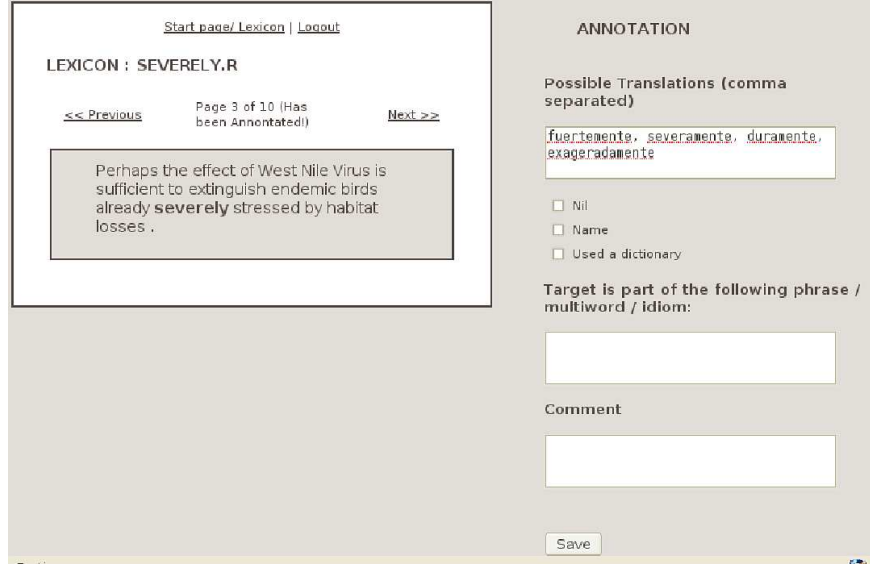 Start page/ Lexicon | Logout
LEXICON : SEVERELY.R
<< Previous
Page 3 of 10 (Has
been Annontated!)
Next >>
Perhaps the effect of West Nile Virus is
sufficient to extinguish endemic birds
already severely stressed by habitat
losses .
ANNOTATION
Possible Translations (comma
separated)
fuertemente, severamente, duramente,
exageradamente
Nil
Name
Used a dictionary
Target is part of the following phrase /
multiword / idiom:
Comment
Save